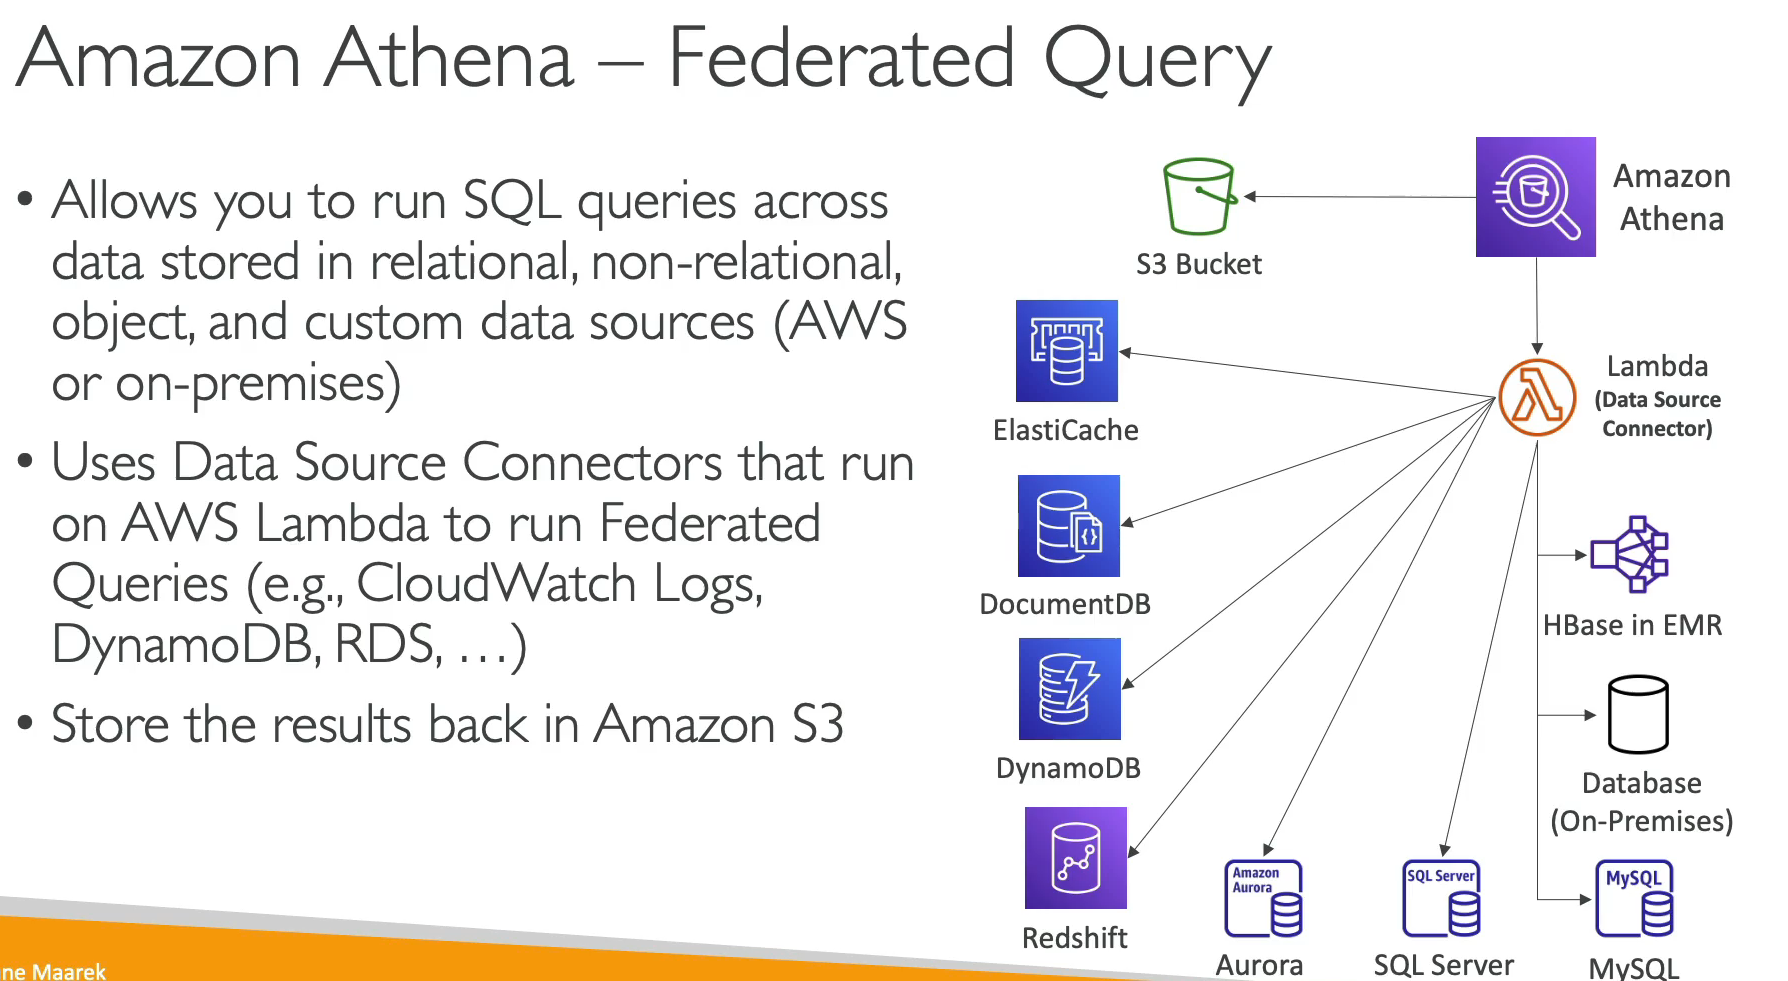 Amazon Athena – Federated Query
• Allows you to run SQL queries across
data stored in relational, non-relational,
object, and custom data sources (AWS
or on-premises)
• Uses Data Source Connectors that run
on AWS Lambda to run Federated
Queries (e.g., CloudWatch Logs,
DynamoDB, RDS, …)
• Store the results back in Amazon S3
Amazon
Athena
S3 Bucket
Lambda
(Data Source
Connector)
ElastiCache
DocumentDB
HBase in EMR
DynamoDB
Database
(On-Premises)
Redshift
Amazon
Aurora
Aurora
SQL Server
SQL Server
MySQL
MySQL
ne Maarek